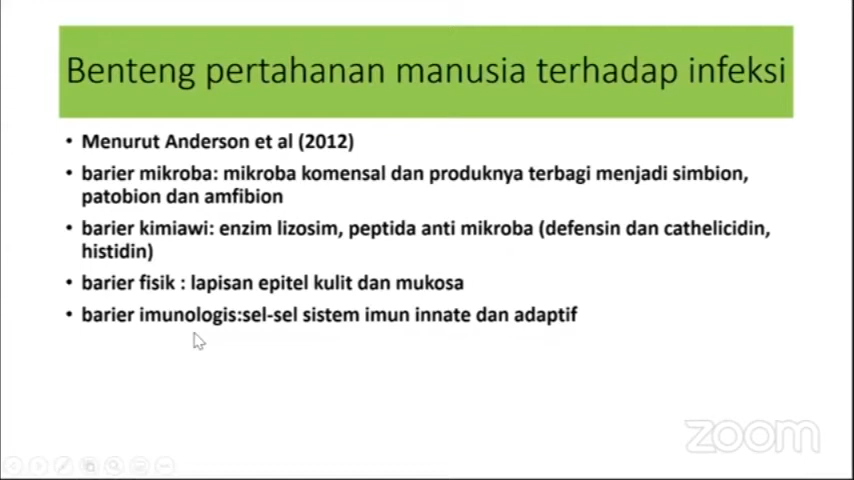 Benteng pertahanan manusia terhadap infeksi
• Menurut Anderson et al (2012)
• barier mikroba: mikroba komensal dan produknya terbagi menjadi simbion,
patobion dan amfibion
• barier kimiawi: enzim lizosim, peptida anti mikroba (defensin dan cathelicidin,
histidin)
• barier fisik : lapisan epitel kulit dan mukosa
• barier imunologis:sel-sel sistem imun innate dan adaptif
zoom